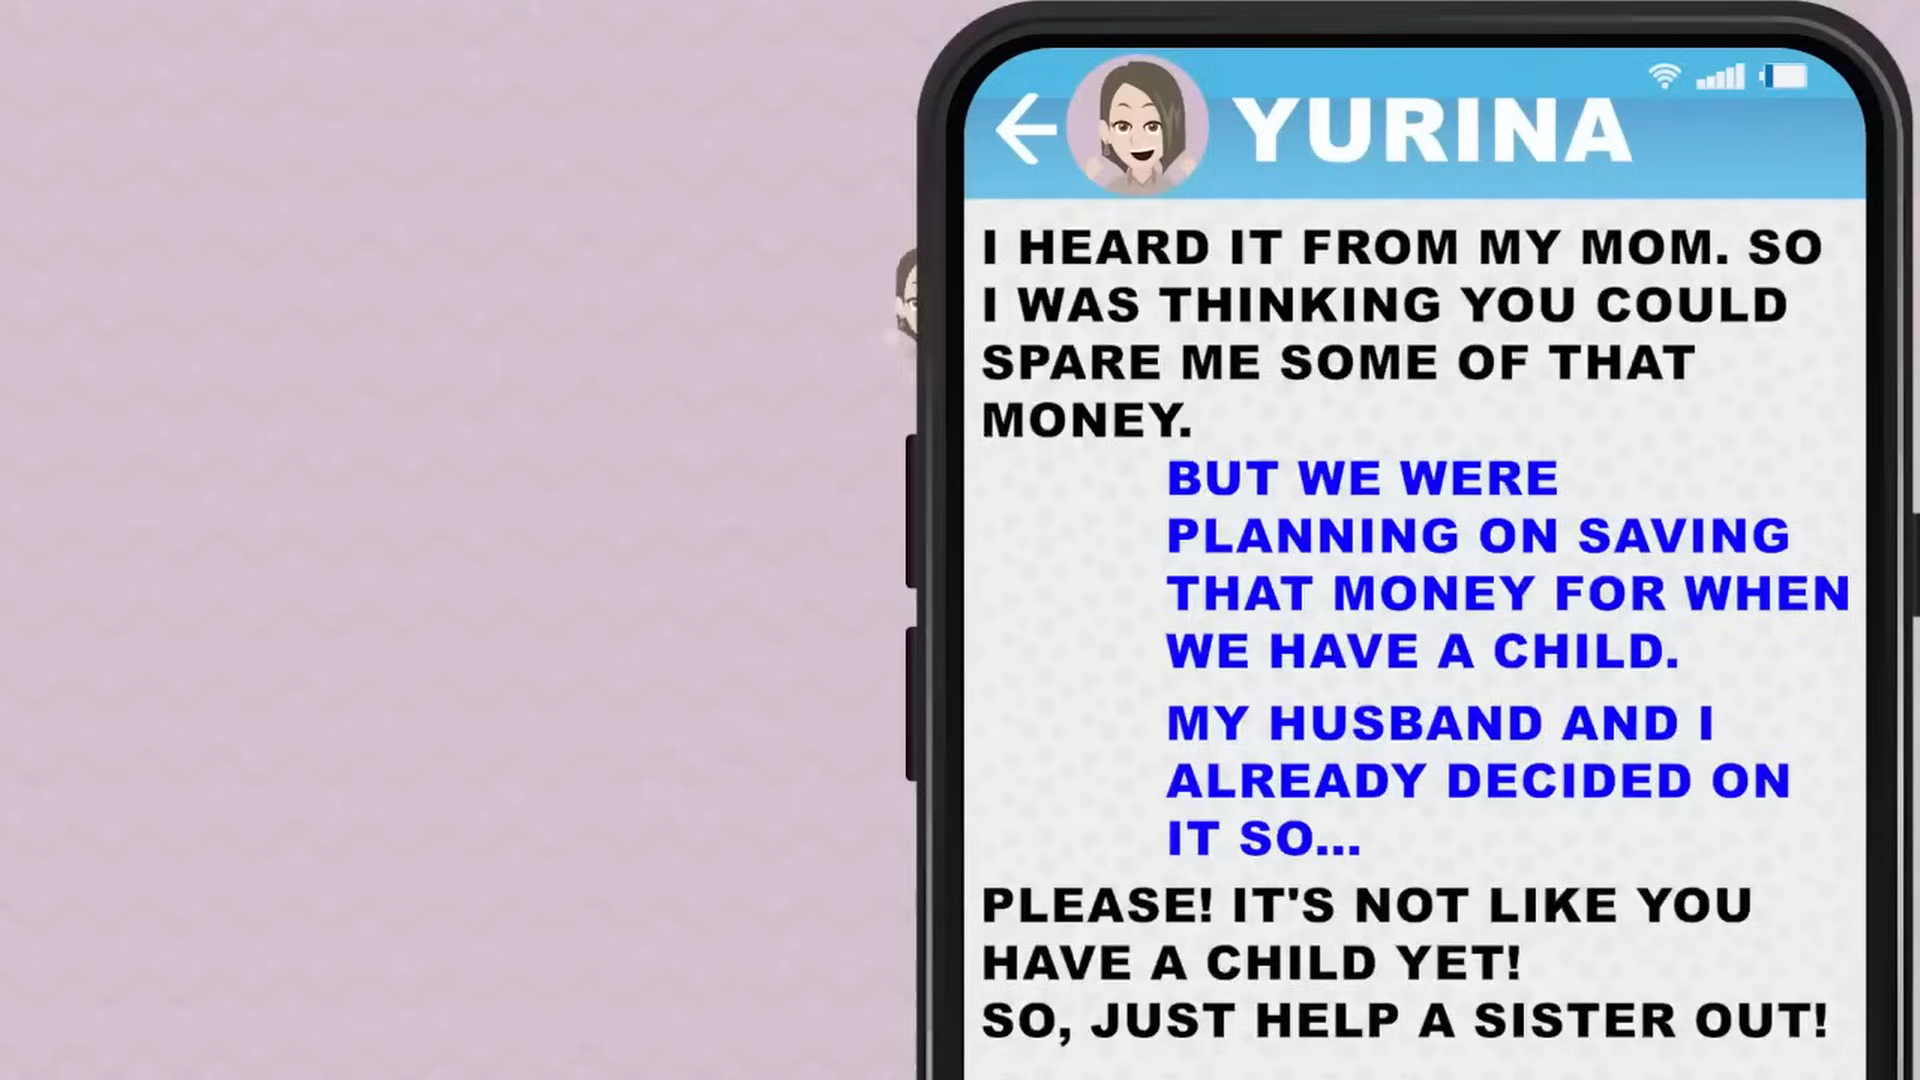 YURINA
I HEARD IT FROM MY MOM. SO
I WAS THINKING YOU COULD
SPARE ME SOME OF THAT
MONEY.
BUT WE WERE
PLANNING ON SAVING
THAT MONEY FOR WHEN
WE HAVE A CHILD.
MY HUSBAND AND I
ALREADY DECIDED ON
IT SO...
PLEASE! IT'S NOT LIKE YOU
HAVE A CHILD YET!
SO, JUST HELP A SISTER OUT!